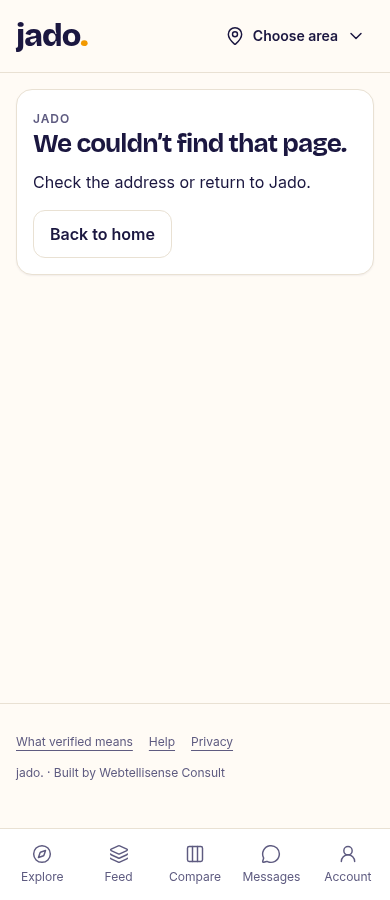 jado.
Choose area
JADO
We couldn’t find that page.
Check the address or return to Jado.
Back to home
What verified means Help Privacy
jado. · Built by Webtellisense Consult
Explore Feed Compare Messages Account